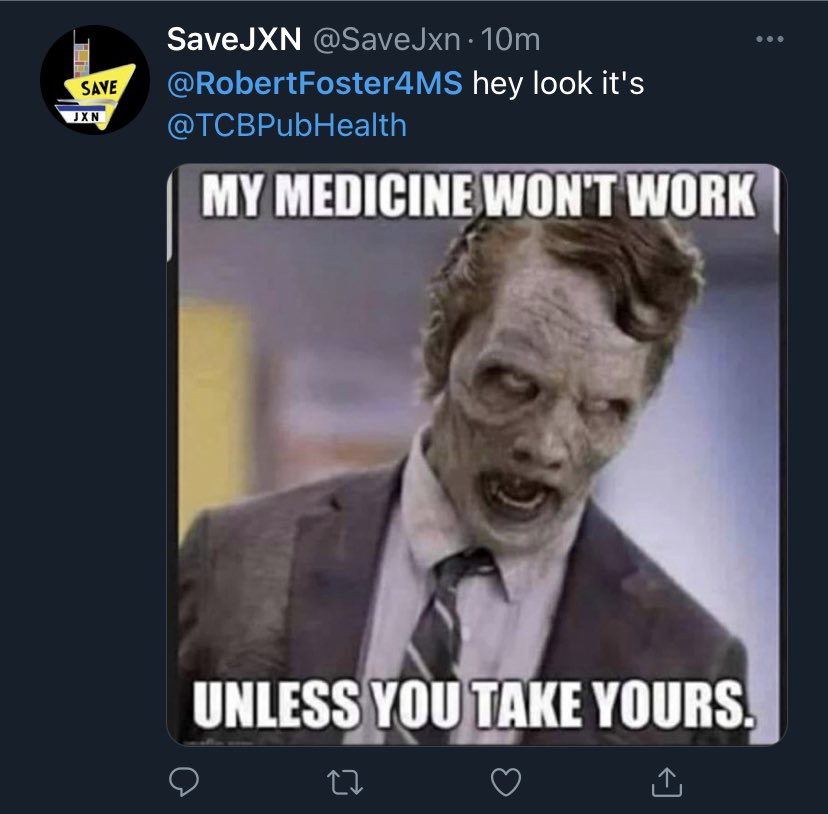 SaveJXN @SaveJxn · 10m
SAVE
JXN
@RobertFoster4MS hey look it's
@TCBPubHealth
MY MEDICINE WON'T WORK
UNLESS YOU TAKE YOURS.